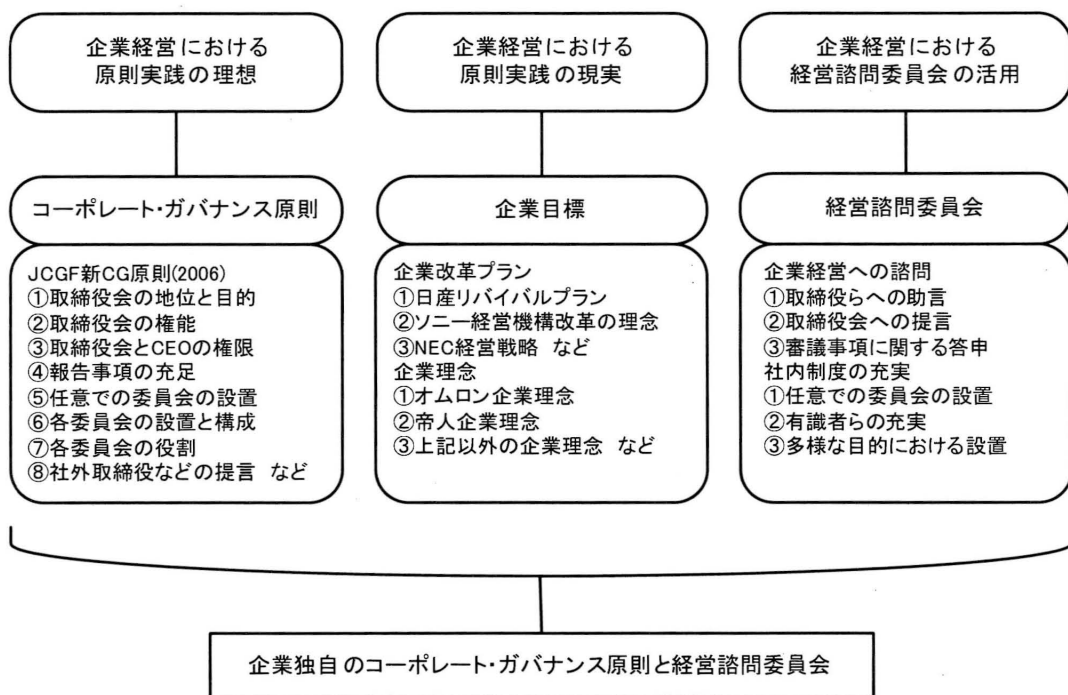 企業経営における
原則実践の理想
コーポレート・ガバナンス原則
JCGF新CG原則(2006)
①取締役会の地位と目的
②取締役会の権能
③取締役会とCEOの権限
④報告事項の充足
⑤任意での委員会の設置
⑥各委員会の設置と構成
⑦各委員会の役割
⑧社外取締役などの提言 など
企業経営における
原則実践の現実
企業目標
企業改革プラン
①日産リバイバルプラン
②ソニー経営機構改革の理念
③NEC経営戦略 など
企業理念
①オムロン企業理念
②帝人企業理念
③上記以外の企業理念 など
企業経営における
経営諮問委員会の活用
経営諮問委員会
企業経営への諮問
①取締役らへの助言
②取締役会への提言
③審議事項に関する答申
社内制度の充実
①任意での委員会の設置
②有識者らの充実
③多様な目的における設置
企業独自のコーポレート・ガバナンス原則と経営諮問委員会